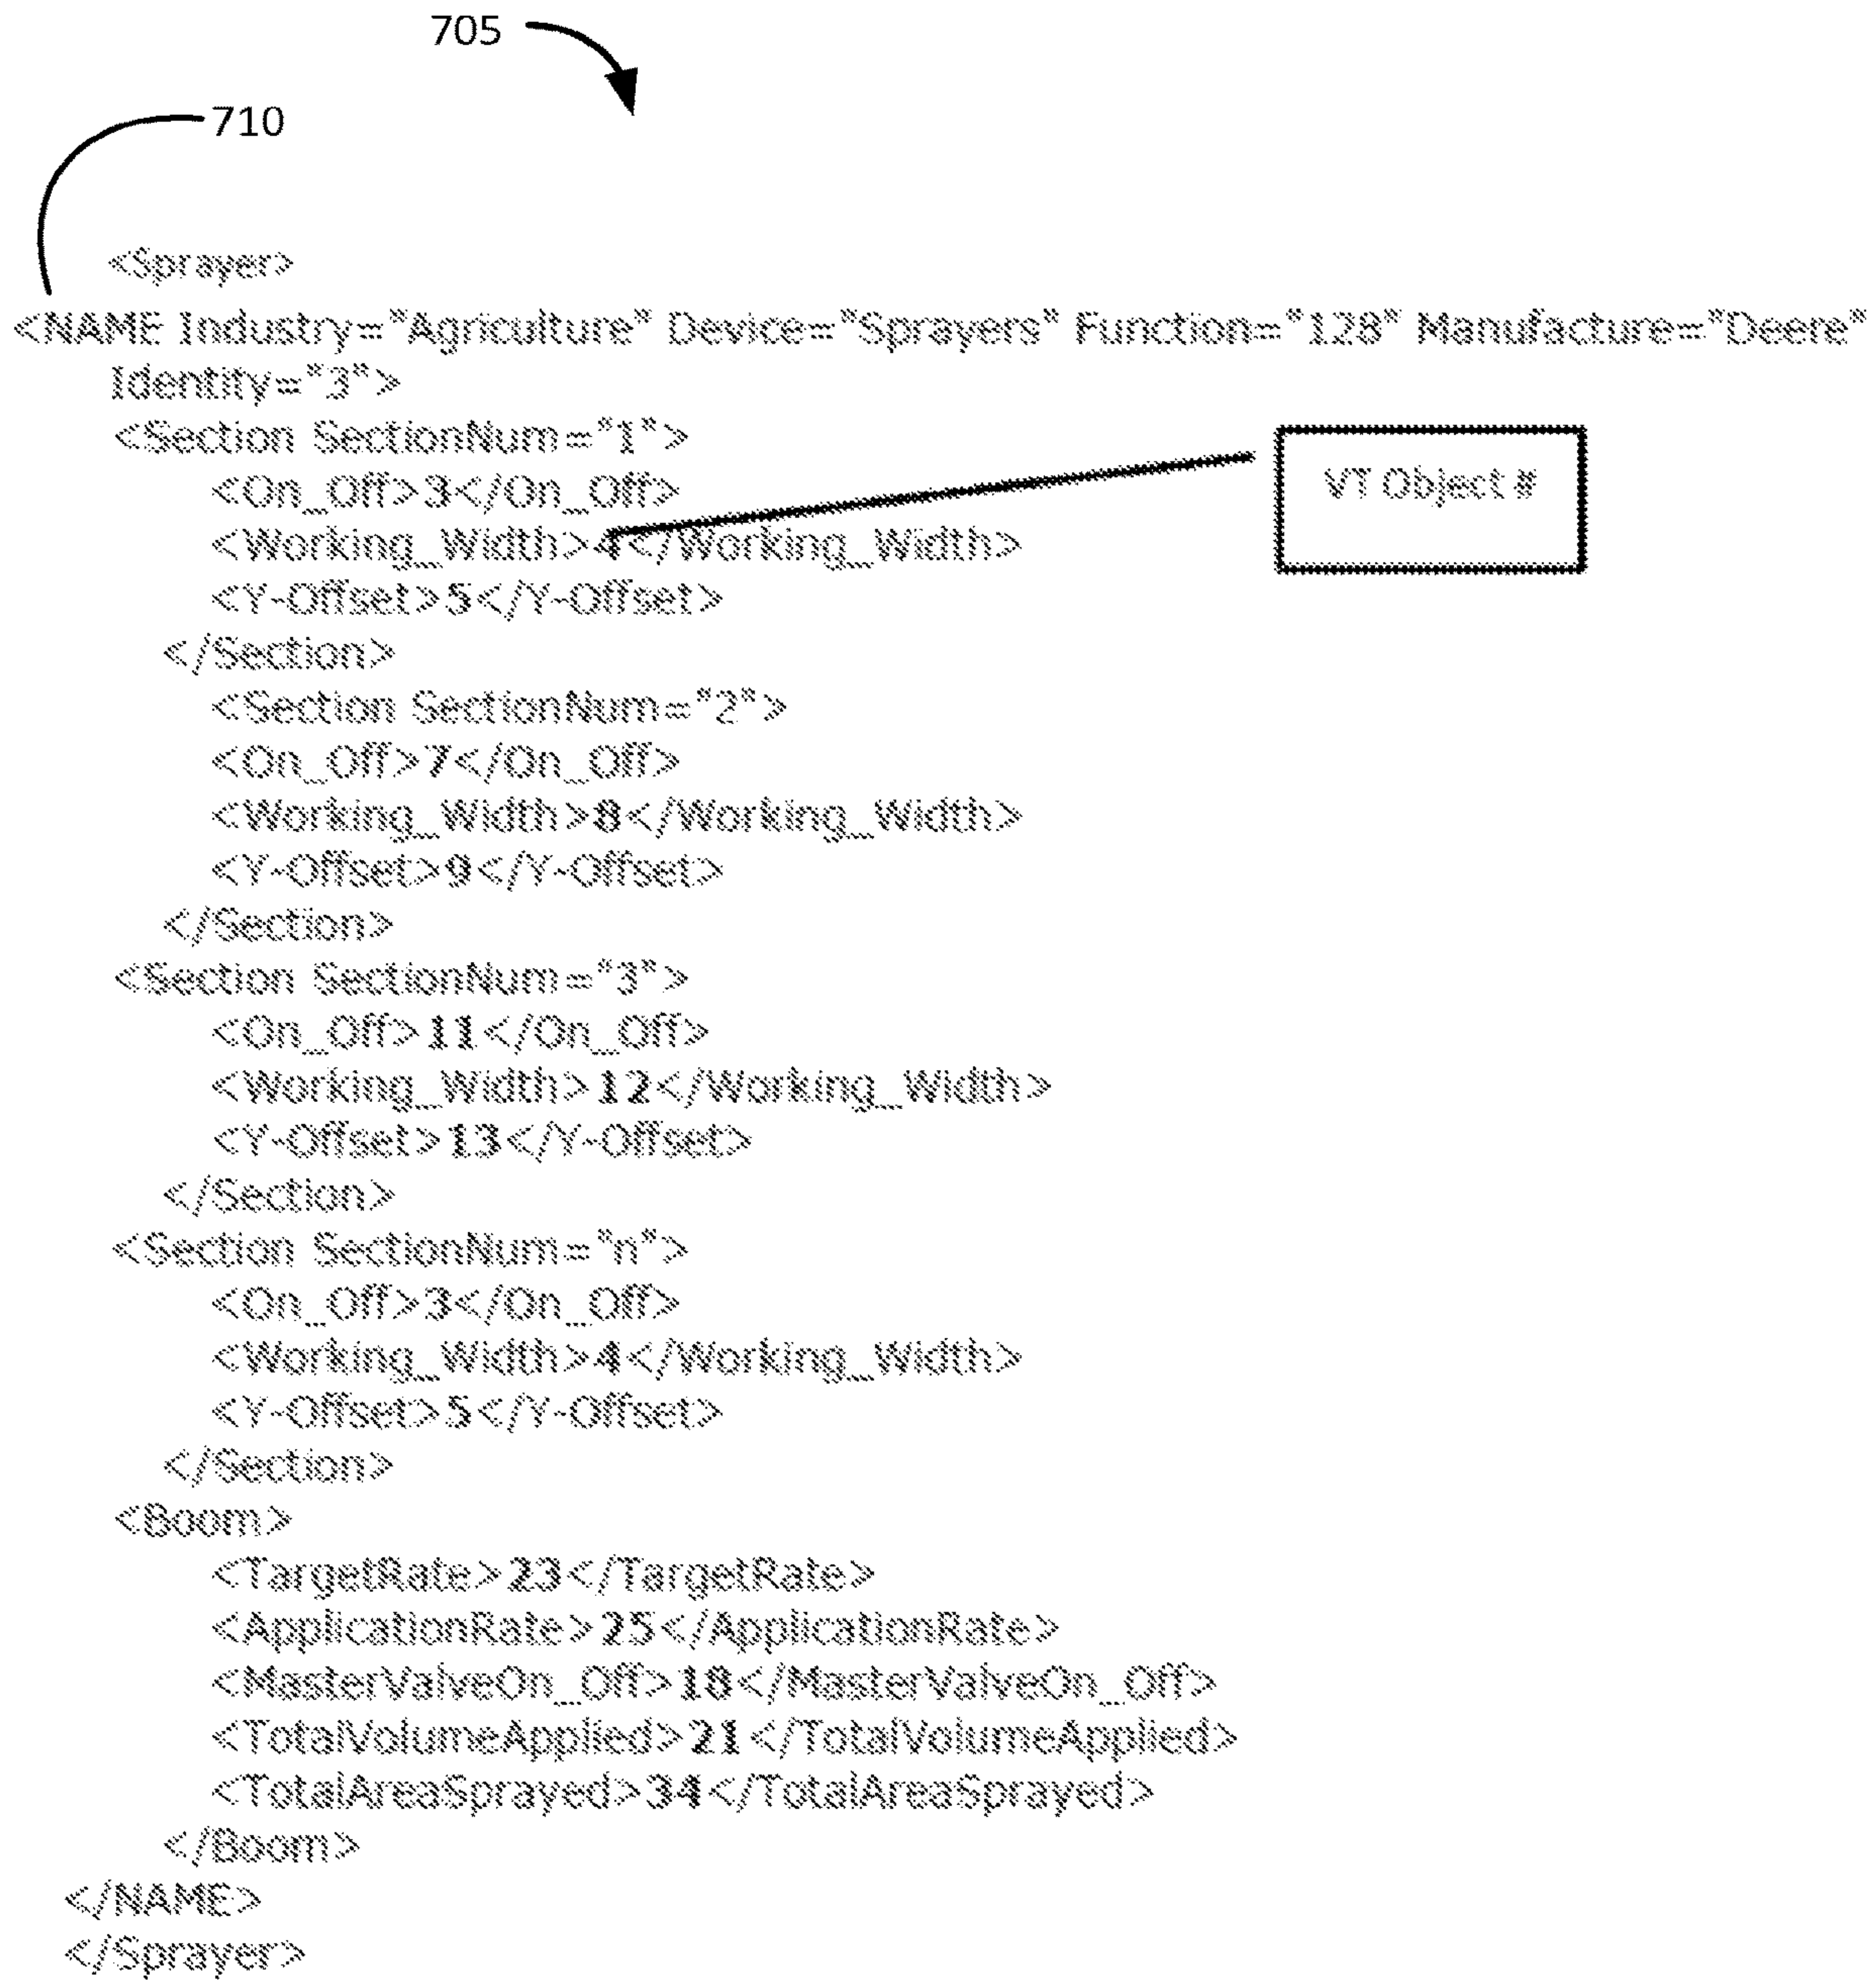 705
710
<Sprayer>
<NAME Industry="Agriculture" Device="Sprayers" Function="128" Manufacture="Deere"
Identity="3">
<Section SectionNum="1">
<On_Off>3</On_Off>
VT Object #
<Working_Width>4</Working_Width>
<Y-Offset>5</Y-Offset>
</Section>
<Section SectionNum="2">
<On_Off>7</On_Off>
<Working_Width>8</Working_Width>
<Y-Offset>9</Y-Offset>
</Section>
<Section SectionNum="3">
<On_Off>11</On_Off>
<Working_Width>12</Working_Width>
<Y-Offset>13</Y-Offset>
</Section>
<Section SectionNum="n">
<On_Off>3</On_Off>
<Working_Width>4</Working_Width>
<Y-Offset>5</Y-Offset>
</Section>
<Boom>
<TargetRate>23</TargetRate>
<ApplicationRate>25</ApplicationRate>
<MasterValveOn_Off>18</MasterValveOn_Off>
<TotalVolumeApplied>21</TotalVolumeApplied>
<TotalAreaSprayed>34</TotalAreaSprayed>
</Boom>
</NAME>
</Sprayer>